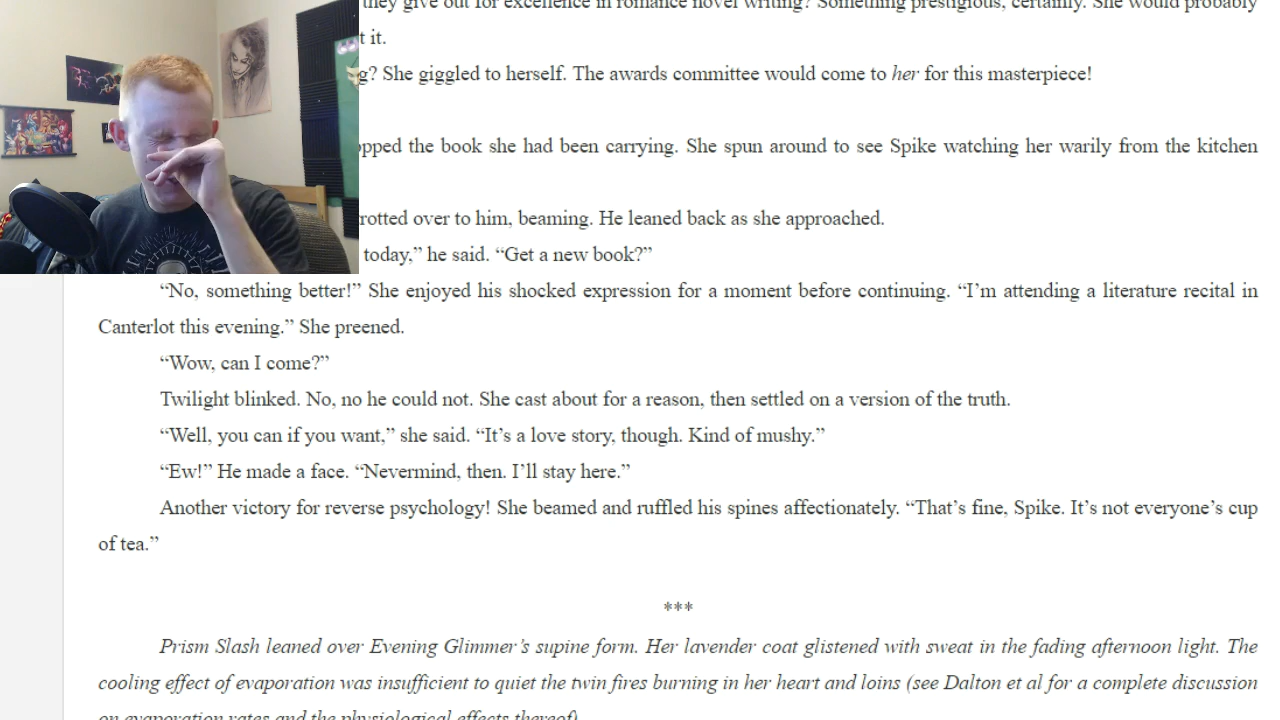 they give out for excellence in romance novel writing? Something prestigious, certainly. She would probably
t it.
g? She giggled to herself. The awards committee would come to her for this masterpiece!
opped the book she had been carrying. She spun around to see Spike watching her warily from the kitchen
rotted over to him, beaming. He leaned back as she approached.
today,” he said. “Get a new book?”
“No, something better!” She enjoyed his shocked expression for a moment before continuing. “I’m attending a literature recital in
Canterlot this evening.” She preened.
“Wow, can I come?”
Twilight blinked. No, no he could not. She cast about for a reason, then settled on a version of the truth.
“Well, you can if you want,” she said. “It’s a love story, though. Kind of mushy.”
“Ew!” He made a face. “Nevermind, then. I’ll stay here.”
Another victory for reverse psychology! She beamed and ruffled his spines affectionately. “That’s fine, Spike. It’s not everyone’s cup
of tea.”
***
Prism Slash leaned over Evening Glimmer’s supine form. Her lavender coat glistened with sweat in the fading afternoon light. The
cooling effect of evaporation was insufficient to quiet the twin fires burning in her heart and loins (see Dalton et al for a complete discussion
on evaporation rates and the physiological effects thereof)